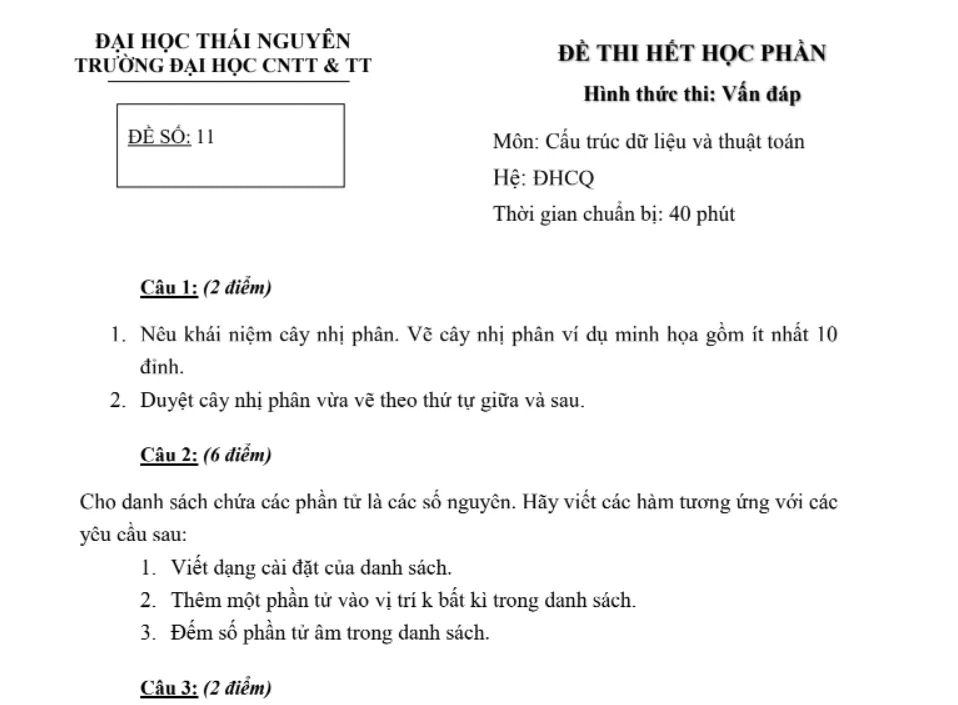 ĐẠI HỌC THÁI NGUYÊN
TRƯỜNG ĐẠI HỌC CNTT & TT
ĐỀ SỐ: 11
ĐỀ THI HẾT HỌC PHẦN
Hình thức thi: Vấn đáp
Môn: Cấu trúc dữ liệu và thuật toán
Hệ: ĐHCQ
Thời gian chuẩn bị: 40 phút
Câu 1: (2 điểm)
1. Nêu khái niệm cây nhị phân. Vẽ cây nhị phân ví dụ minh họa gồm ít nhất 10
đỉnh.
2. Duyệt cây nhị phân vừa vẽ theo thứ tự giữa và sau.
Câu 2: (6 điểm)
Cho danh sách chứa các phần tử là các số nguyên. Hãy viết các hàm tương ứng với các
yêu cầu sau:
1. Viết dạng cài đặt của danh sách.
2. Thêm một phần tử vào vị trí k bất kì trong danh sách.
3. Đếm số phần tử âm trong danh sách.
Câu 3: (2 điểm)